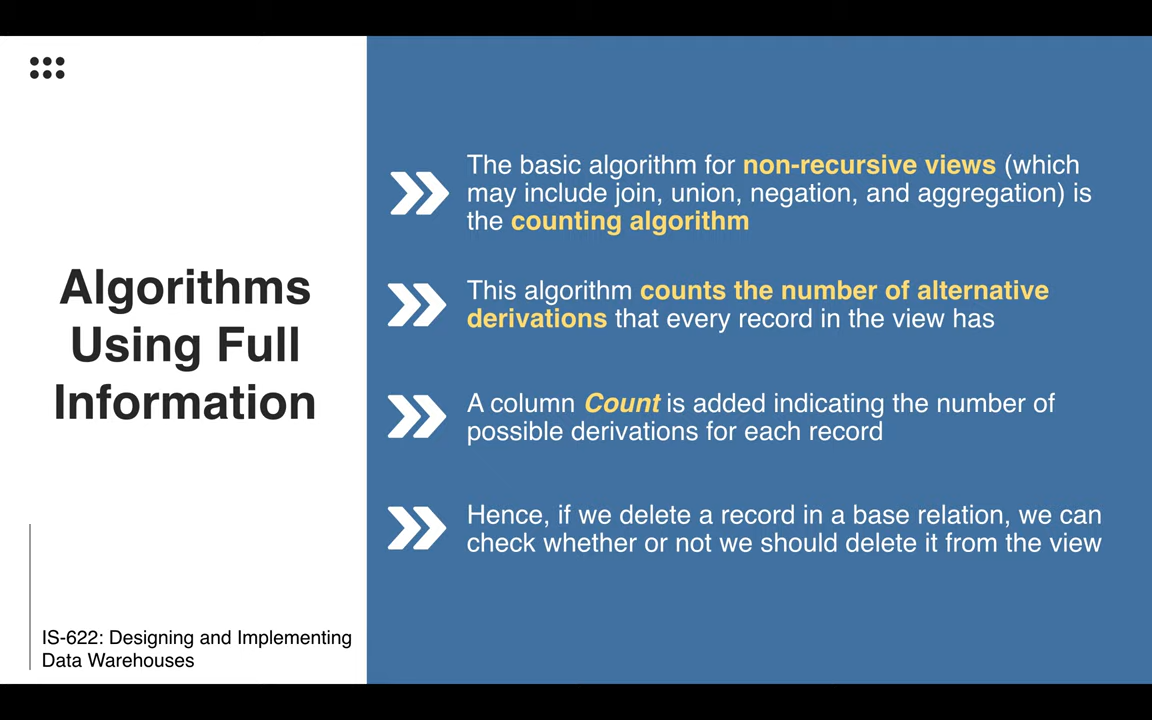 Algorithms
Using Full
Information
IS-622: Designing and Implementing
Data Warehouses
The basic algorithm for non-recursive views (which
may include join, union, negation, and aggregation) is
the counting algorithm
This algorithm counts the number of alternative
derivations that every record in the view has
A column Count is added indicating the number of
possible derivations for each record
Hence, if we delete a record in a base relation, we can
check whether or not we should delete it from the view